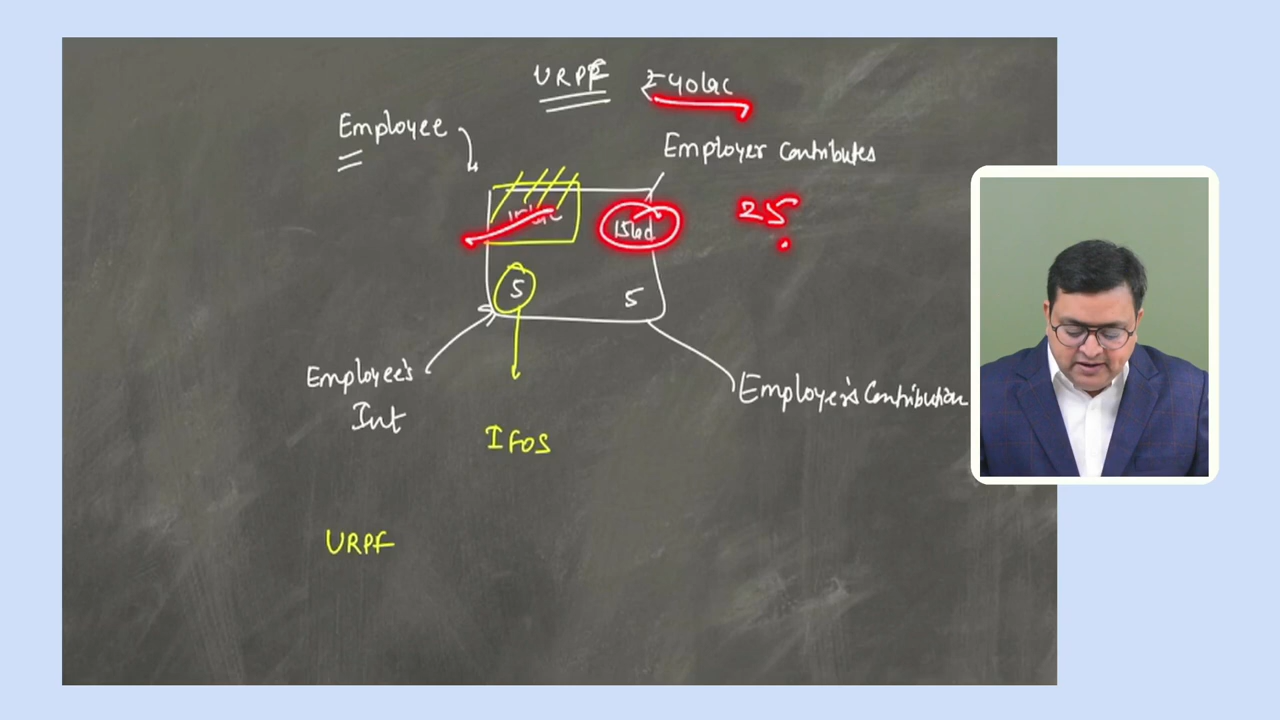 URPF ₹40lac
Employee
Employer Contributes
15lac
25
5
5
Employee's
Int
Employer's Contribution
IFOS
URPF